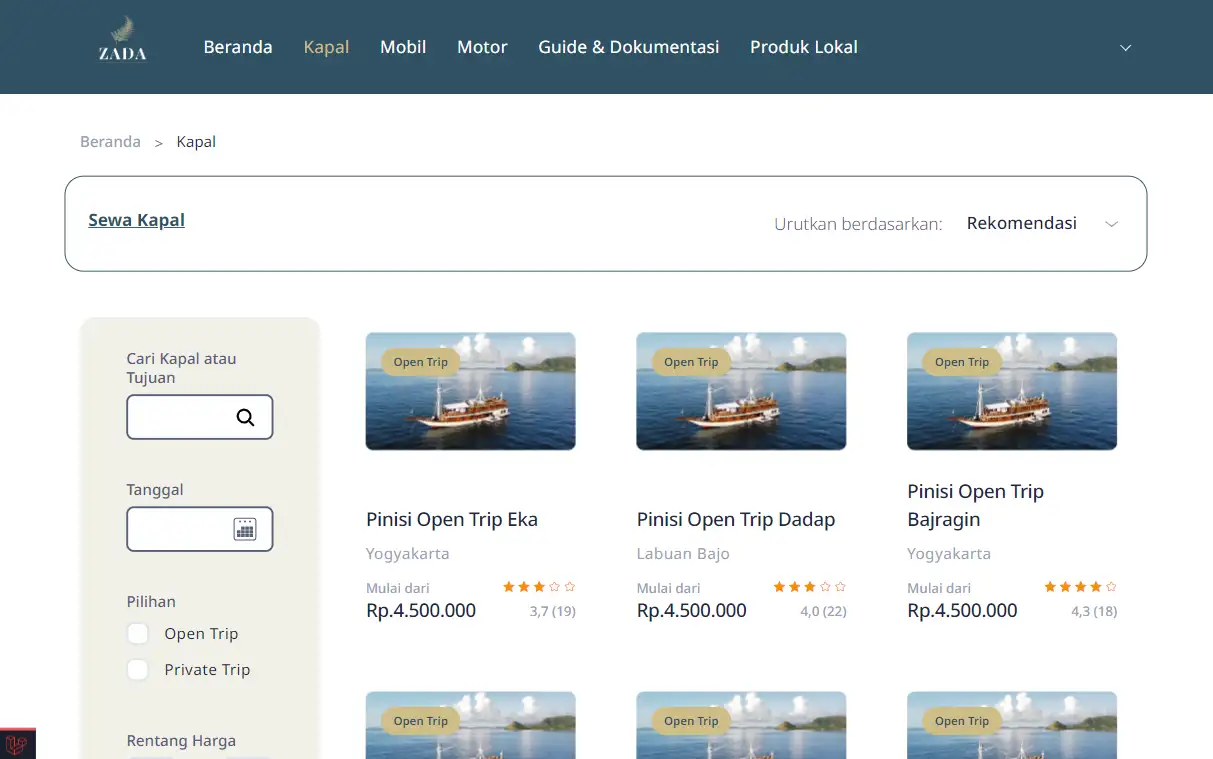 ZADA
Beranda Kapal Mobil Motor Guide & Dokumentasi Produk Lokal
Beranda > Kapal
Sewa Kapal
Urutkan berdasarkan: Rekomendasi
Cari Kapal atau
Tujuan
Tanggal
Pilihan
Open Trip
Private Trip
Rentang Harga
Open Trip
Pinisi Open Trip Eka
Yogyakarta
Mulai dari
Rp.4.500.000
3,7 (19)
Open Trip
Pinisi Open Trip Dadap
Labuan Bajo
Mulai dari
Rp.4.500.000
4,0 (22)
Open Trip
Pinisi Open Trip
Bajragin
Yogyakarta
Mulai dari
Rp.4.500.000
4,3 (18)
Open Trip
Open Trip
Open Trip